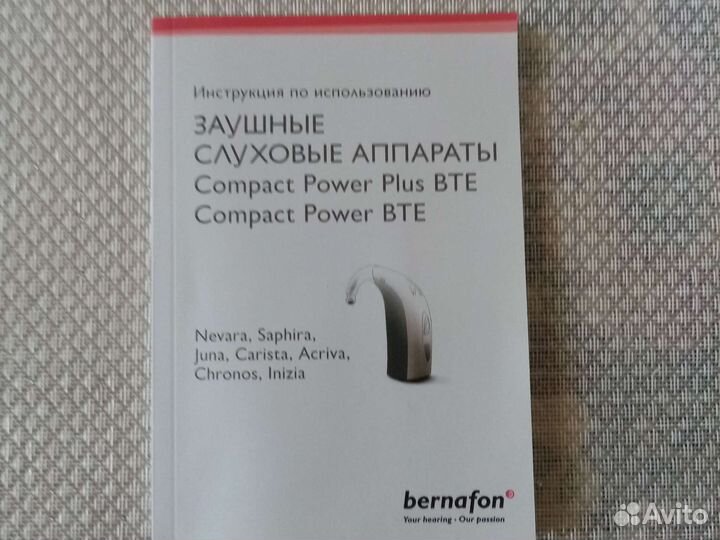 Инструкция по использованию
ЗАУШНЫЕ
СЛУХОВЫЕ АППАРАТЫ
Compact Power Plus BTE
Compact Power BTE
Nevara, Saphira,
Juna, Carista, Acriva,
Chronos, Inizia
bernafon
Your hearing · Our passion
Avito